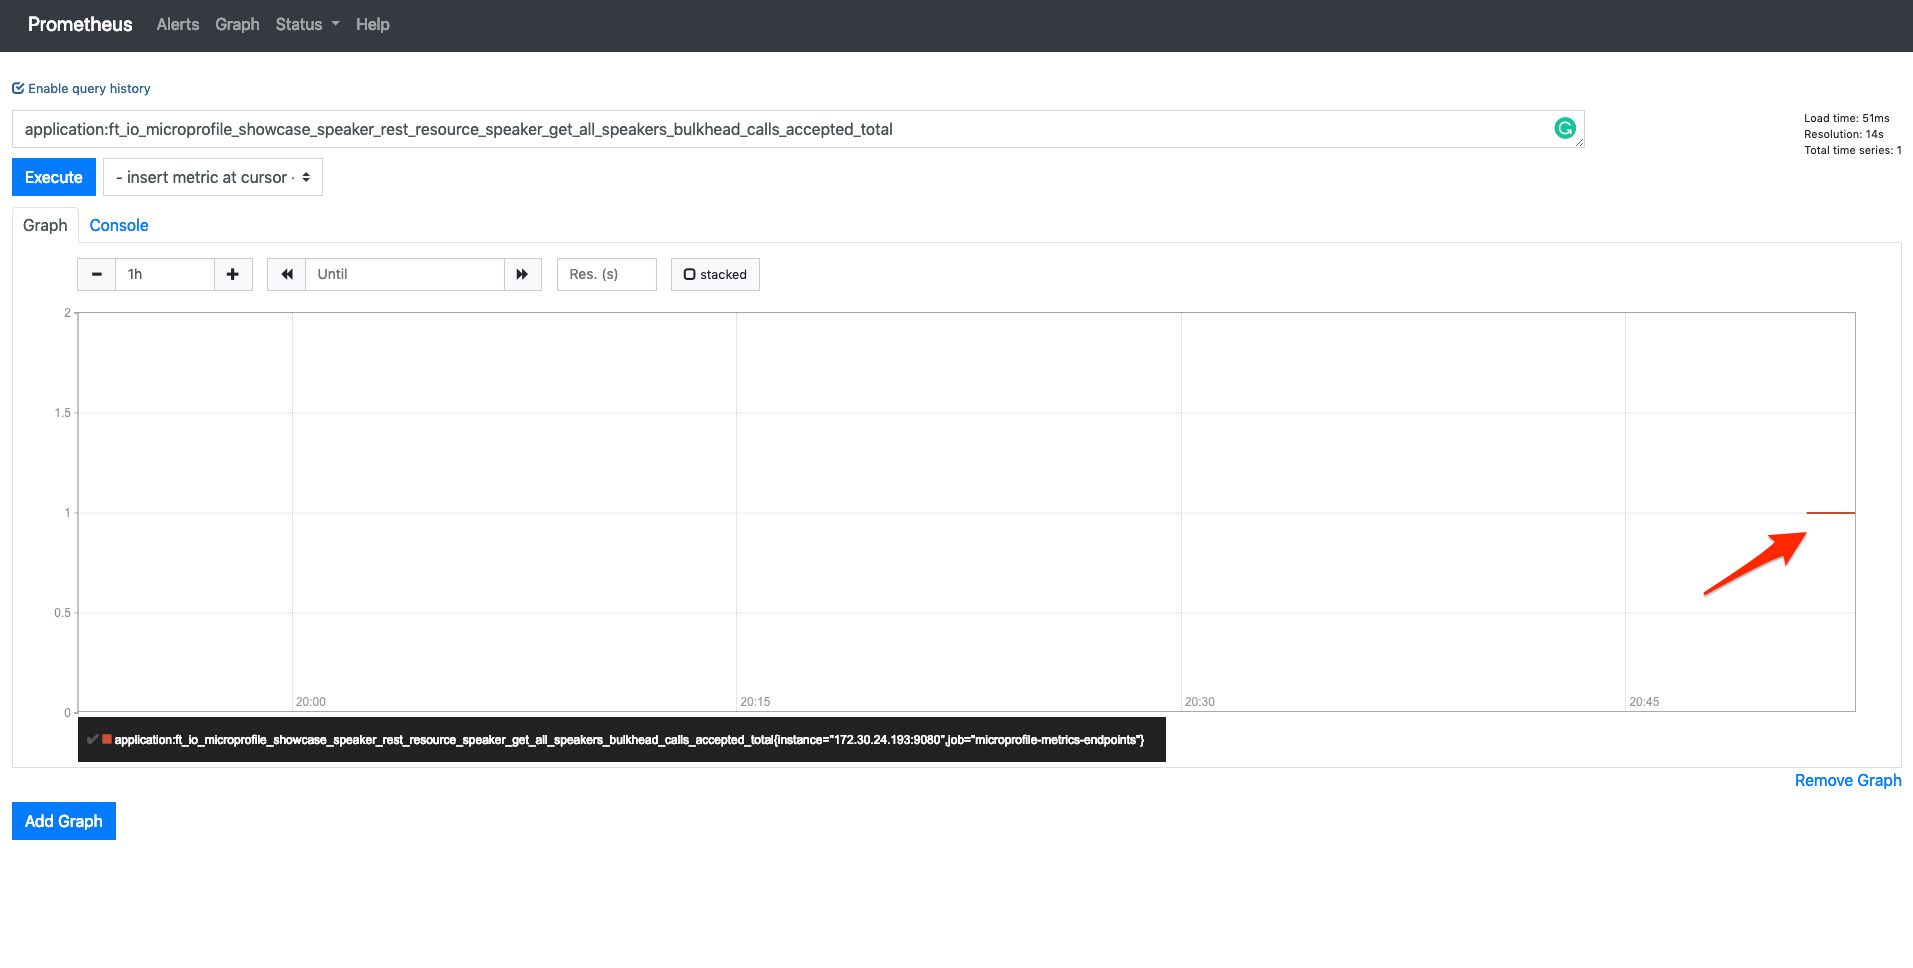 Prometheus Alerts Graph Status Help
Enable query history
application:ft_io_microprofile_showcase_speaker_rest_resource_speaker_get_all_speakers_bulkhead_calls_accepted_total
Load time: 51ms
Resolution: 14s
Total time series: 1
Execute - insert metric at cursor -
Graph Console
1h Until Res. (s) stacked
2
1.5
1
0.5
0
20:00 20:15 20:30 20:45
application:ft_io_microprofile_showcase_speaker_rest_resource_speaker_get_all_speakers_bulkhead_calls_accepted_total{instance="172.30.24.193:9080",job="microprofile-metrics-endpoints"}
Remove Graph
Add Graph